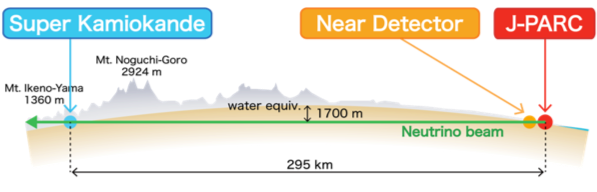 Super Kamiokande
Near Detector
J-PARC
Mt. Noguchi-Goro
2924 m
Mt. Ikeno-Yama
1360 m
water equiv.
1700 m
Neutrino beam
295 km